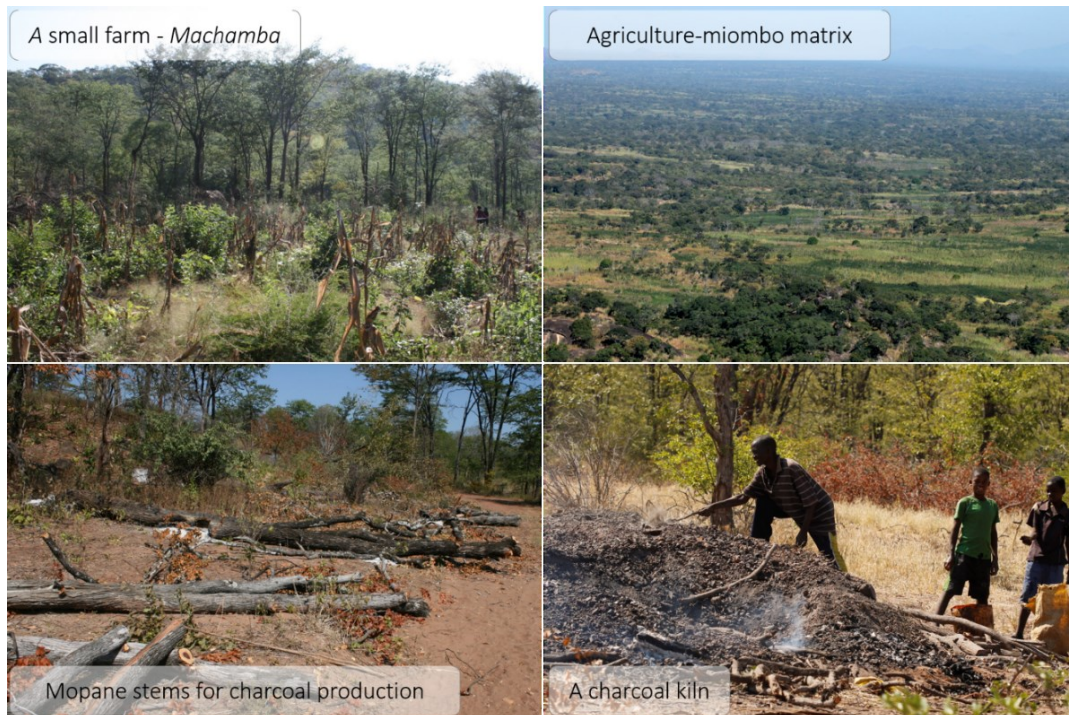 A small farm - Machamba
Agriculture-miombo matrix
Mopane stems for charcoal production
A charcoal kiln